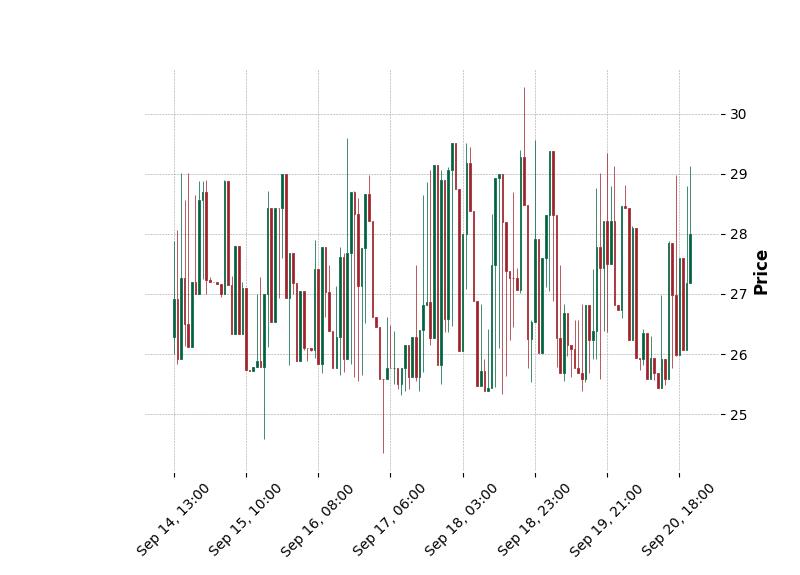 30
29
28
27
26
25
Price
Sep 14, 13:00
Sep 15, 10:00
Sep 16, 08:00
Sep 17, 06:00
Sep 18, 03:00
Sep 18, 23:00
Sep 19, 21:00
Sep 20, 18:00